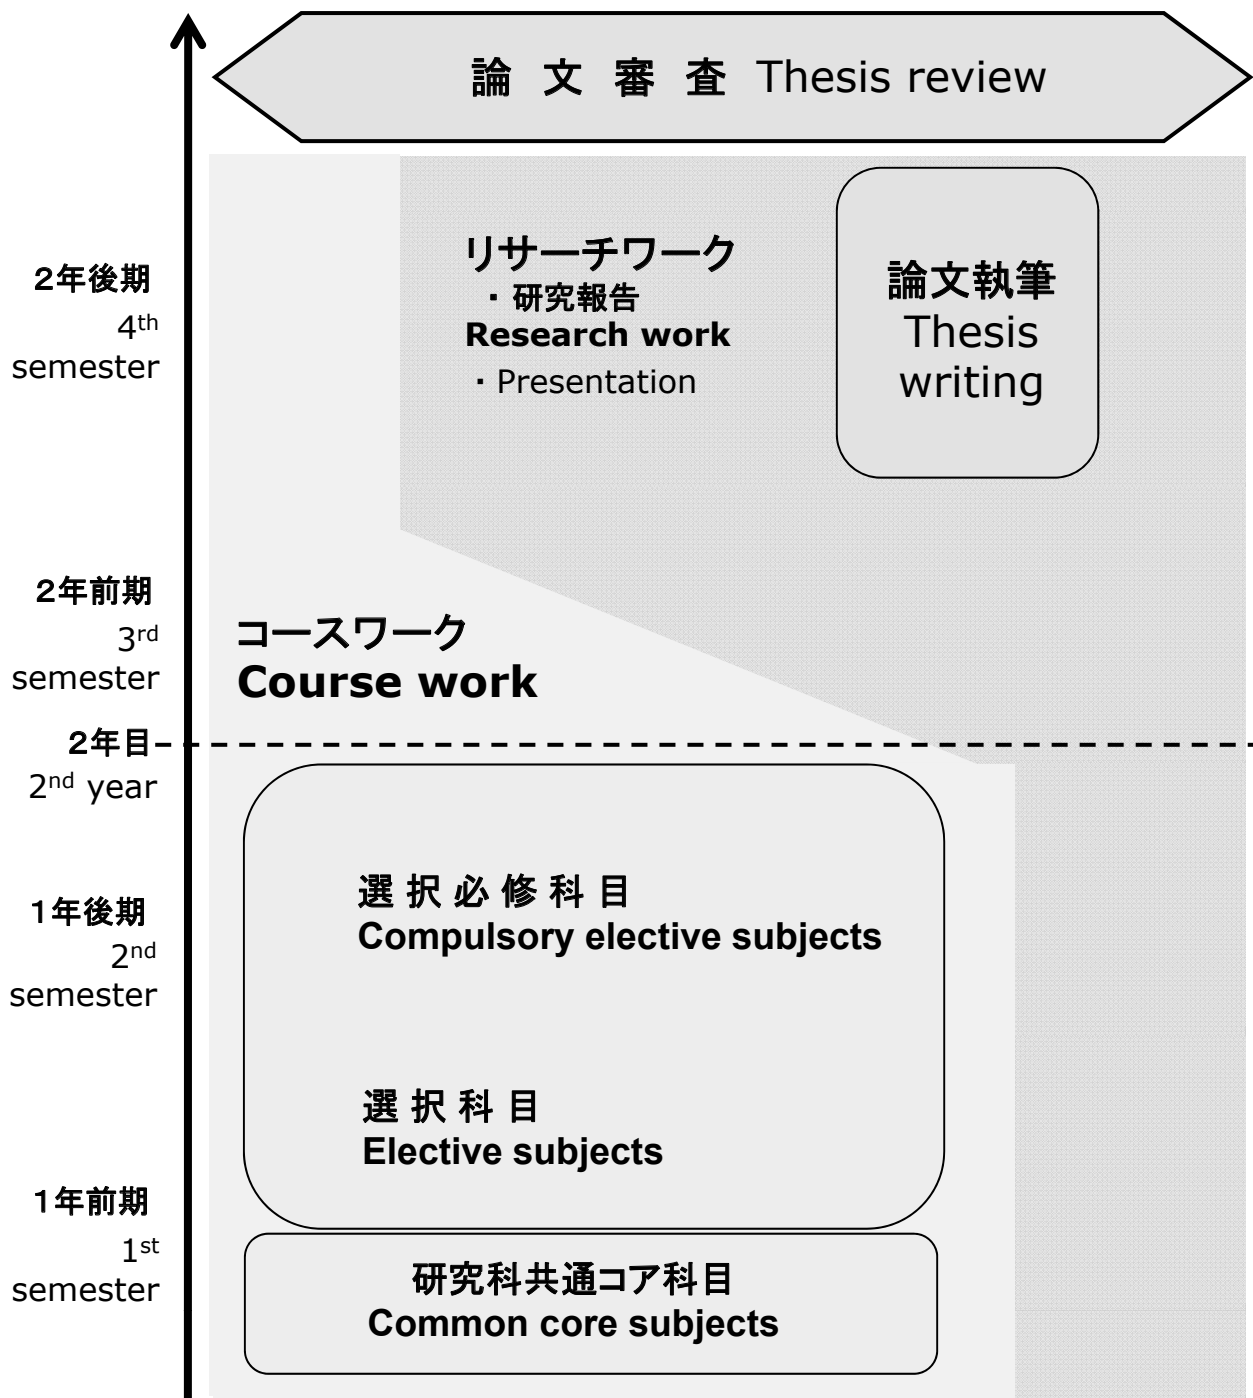 論 文 審 査 Thesis review
2年後期
4th
semester
リサーチワーク
・ 研究報告
Research work
・ Presentation
論文執筆
Thesis
writing
2年前期
3rd
semester
コースワーク
Course work
2年目
2nd year
選 択 必 修 科 目
Compulsory elective subjects
1年後期
2nd
semester
選 択 科 目
Elective subjects
1年前期
1st
semester
研究科共通コア科目
Common core subjects